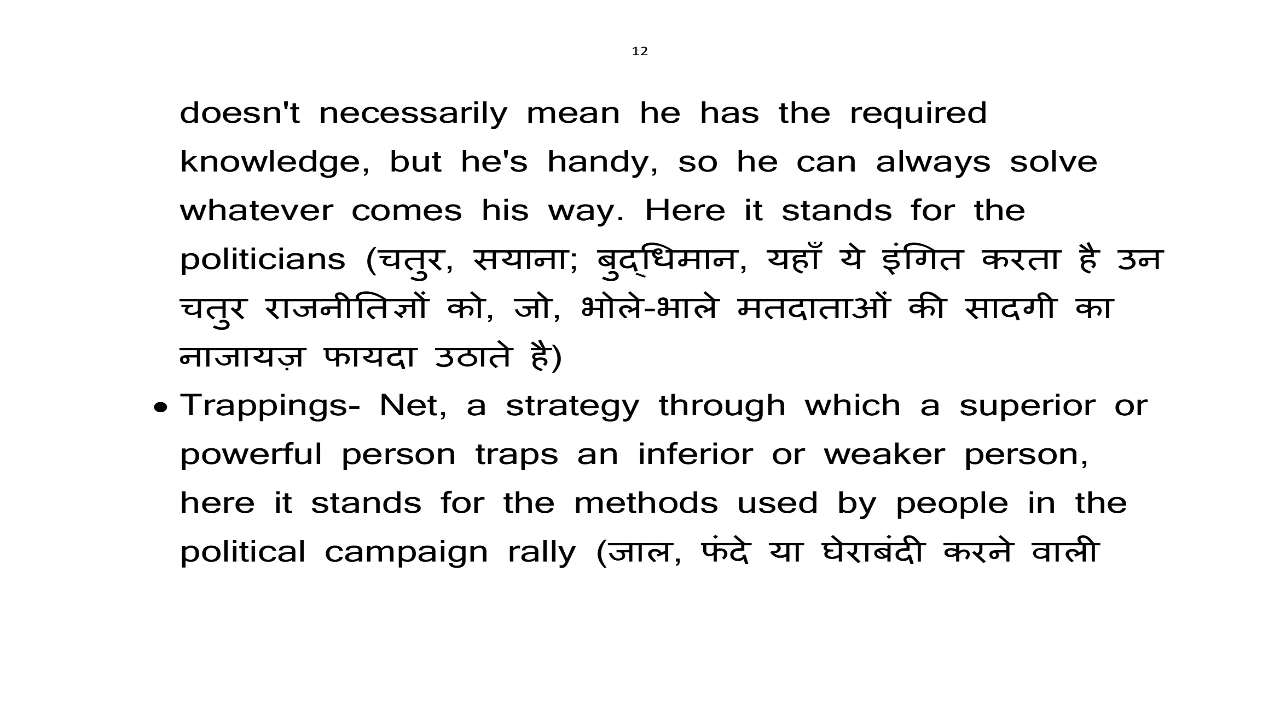 12
doesn't necessarily mean he has the required
knowledge, but he's handy, so he can always solve
whatever comes his way. Here it stands for the
politicians (चतुर, सयाना; बुद्धिमान, यहाँ ये इंगित करता है उन
चतुर राजनीतिज्ञों को, जो, भोले-भाले मतदाताओं की सादगी का
नाजायज़ फायदा उठाते है)
• Trappings- Net, a strategy through which a superior or
powerful person traps an inferior or weaker person,
here it stands for the methods used by people in the
political campaign rally (जाल, फंदे या घेराबंदी करने वाली